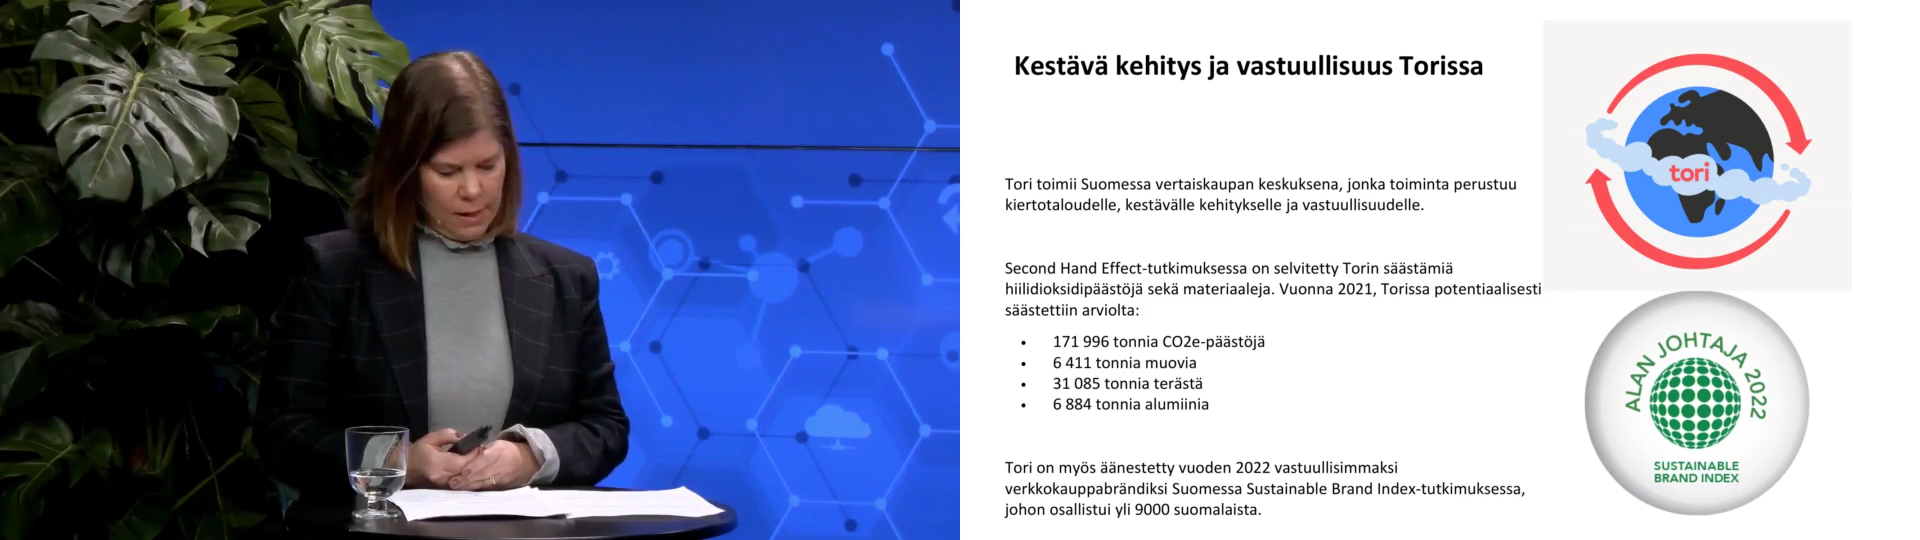 Kestävä kehitys ja vastuullisuus Torissa
tori
Tori toimii Suomessa vertaiskaupan keskuksena, jonka toiminta perustuu
kiertotaloudelle, kestävälle kehitykselle ja vastuullisuudelle.
Second Hand Effect-tutkimuksessa on selvitetty Torin säästämiä
hiilidioksidipäästöjä sekä materiaaleja. Vuonna 2021, Torissa potentiaalisesti
säästettiin arviolta:
• 171 996 tonnia CO2e-päästöjä
• 6 411 tonnia muovia
• 31 085 tonnia terästä
• 6 884 tonnia alumiinia
ALAN JOHTAJA 2022
SUSTAINABLE
BRAND INDEX
Tori on myös äänestetty vuoden 2022 vastuullisimmaksi
verkkokauppabrändiksi Suomessa Sustainable Brand Index-tutkimuksessa,
johon osallistui yli 9000 suomalaista.